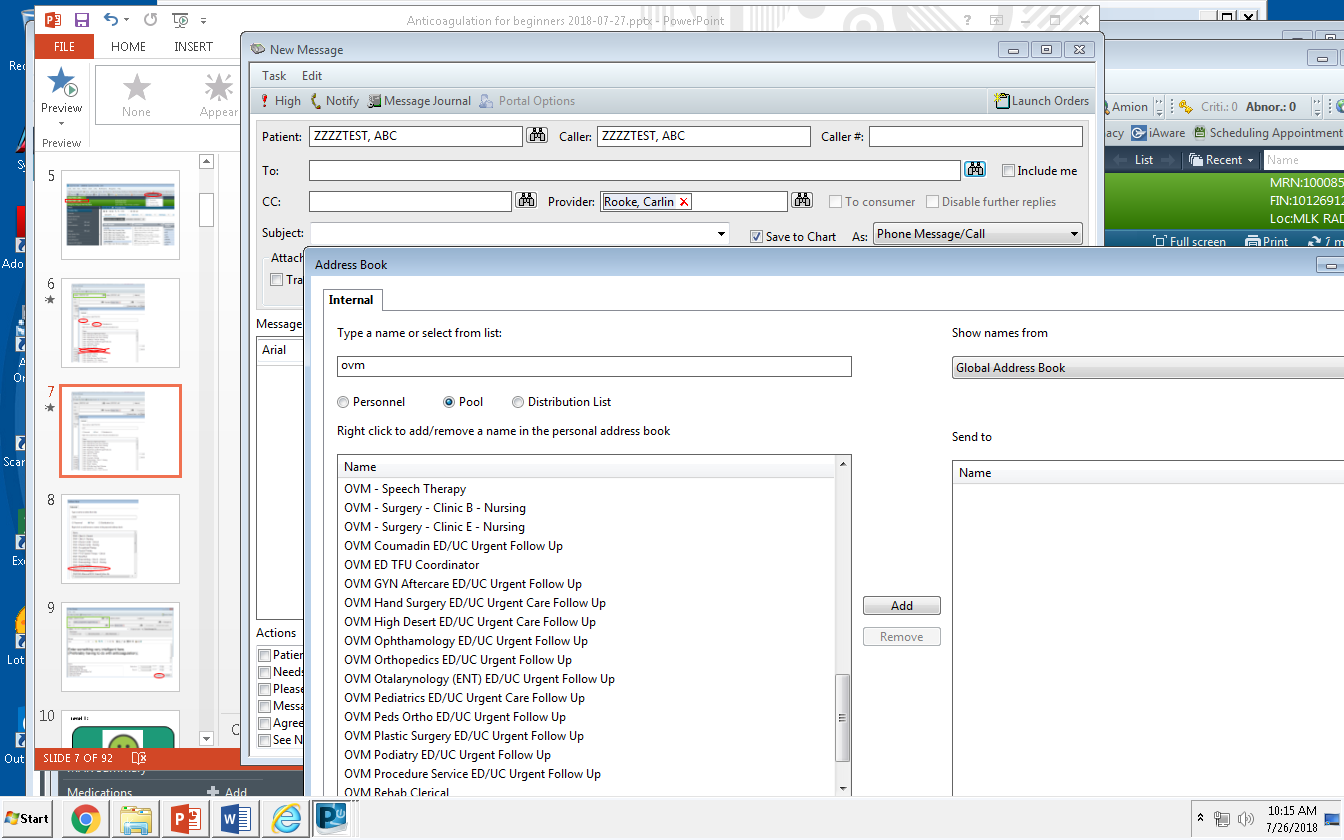 Anticoagulation for beginners 2018-07-27.pptx - PowerPoint
FILE HOME INSERT
Preview
None
Appear
Preview
5
6
7
8
9
10
SLIDE 7 OF 92
New Message
Task Edit
High Notify Message Journal Portal Options Launch Orders
Patient: ZZZZTEST, ABC Caller: ZZZZTEST, ABC Caller #:
To: Include me
CC: Provider: Rooke, Carlin To consumer Disable further replies
Subject: Save to Chart As: Phone Message/Call
Attach
Tra
Message
Arial
Actions
Patien
Needs
Please
Messa
Agree
See N
Address Book
Internal
Type a name or select from list:
ovm
Personnel Pool Distribution List
Right click to add/remove a name in the personal address book
Name
OVM - Speech Therapy
OVM - Surgery - Clinic B - Nursing
OVM - Surgery - Clinic E - Nursing
OVM Coumadin ED/UC Urgent Follow Up
OVM ED TFU Coordinator
OVM GYN Aftercare ED/UC Urgent Follow Up
OVM Hand Surgery ED/UC Urgent Care Follow Up
OVM High Desert ED/UC Urgent Care Follow Up
OVM Ophthamology ED/UC Urgent Follow Up
OVM Orthopedics ED/UC Urgent Follow Up
OVM Otalarynology (ENT) ED/UC Urgent Follow Up
OVM Pediatrics ED/UC Urgent Care Follow Up
OVM Peds Ortho ED/UC Urgent Follow Up
OVM Plastic Surgery ED/UC Urgent Follow Up
OVM Podiatry ED/UC Urgent Follow Up
OVM Procedure Service ED/UC Urgent Follow Up
OVM Rehab Clerical
Add
Remove
Show names from
Global Address Book
Send to
Name
Amion Criti.: 0 Abnor.: 0
acy iAware Scheduling Appointment
List Recent Name
MRN:100085
FIN:10126912
Loc:MLK RAD
Full screen Print ? m
Medications Add
Start
10:15 AM
7/26/2018